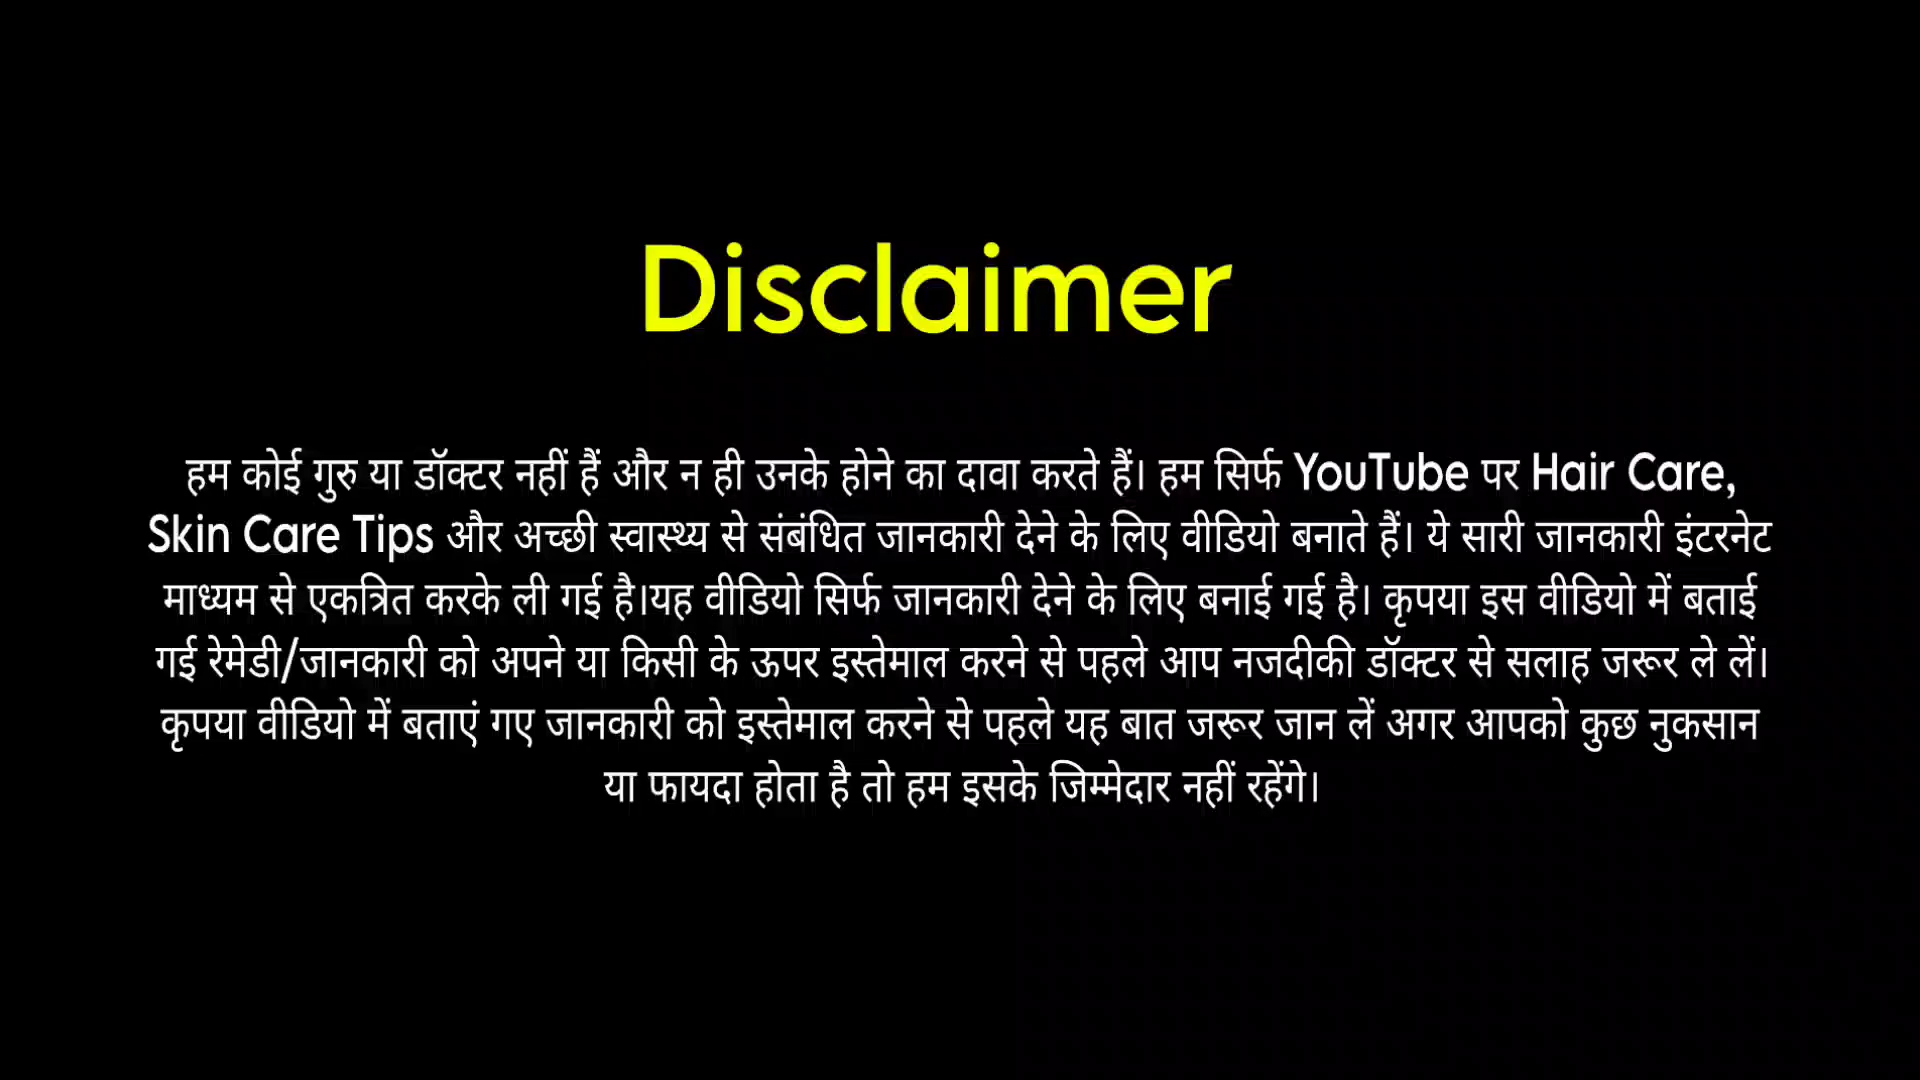 Disclaimer
हम कोई गुरु या डॉक्टर नहीं हैं और न ही उनके होने का दावा करते हैं। हम सिर्फ YouTube पर Hair Care,
Skin Care Tips और अच्छी स्वास्थ्य से संबंधित जानकारी देने के लिए वीडियो बनाते हैं। ये सारी जानकारी इंटरनेट
माध्यम से एकत्रित करके ली गई है।यह वीडियो सिर्फ जानकारी देने के लिए बनाई गई है। कृपया इस वीडियो में बताई
गई रेमेडी/जानकारी को अपने या किसी के ऊपर इस्तेमाल करने से पहले आप नजदीकी डॉक्टर से सलाह जरूर ले लें।
कृपया वीडियो में बताएं गए जानकारी को इस्तेमाल करने से पहले यह बात जरूर जान लें अगर आपको कुछ नुकसान
या फायदा होता है तो हम इसके जिम्मेदार नहीं रहेंगे।